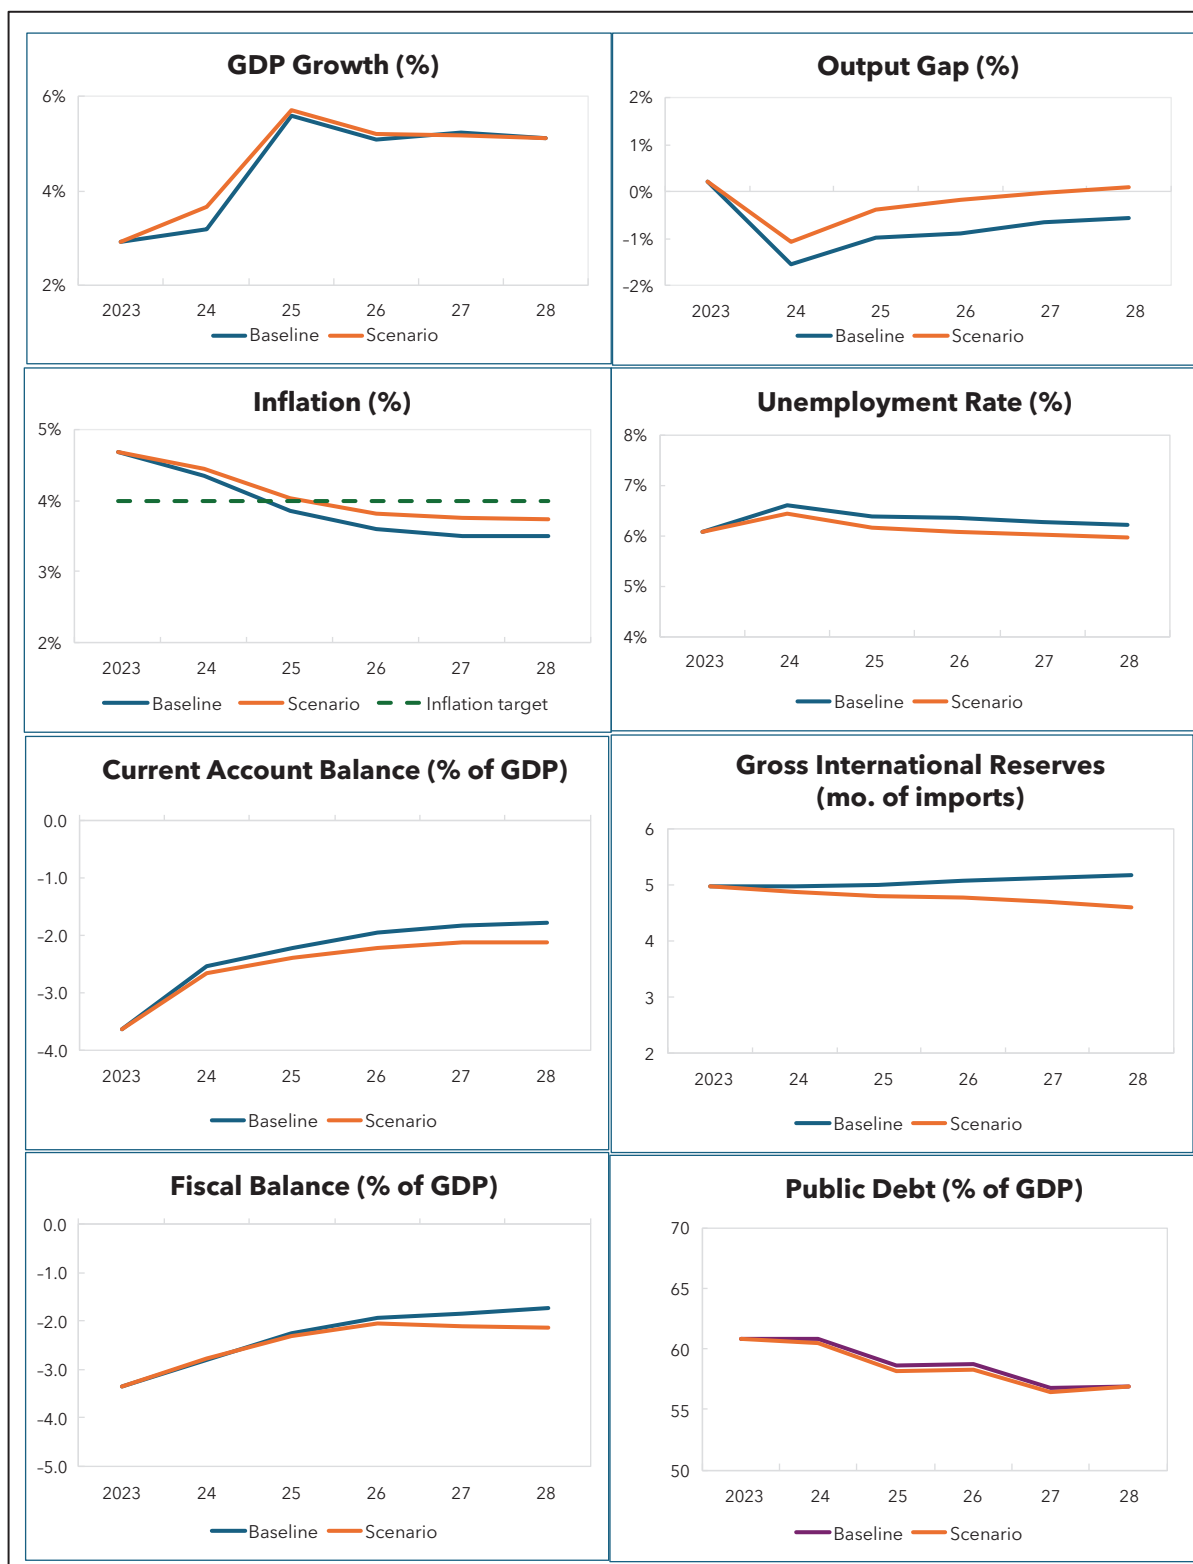 GDP Growth (%)
6%
4%
2%
2023 24 25 26 27 28
Baseline Scenario
Output Gap (%)
2%
1%
0%
-1%
-2%
2023 24 25 26 27 28
Baseline Scenario
Inflation (%)
5%
4%
3%
2%
2023 24 25 26 27 28
Baseline Scenario Inflation target
Unemployment Rate (%)
8%
7%
6%
5%
4%
2023 24 25 26 27 28
Baseline Scenario
Current Account Balance (% of GDP)
0.0
-1.0
-2.0
-3.0
-4.0
2023 24 25 26 27 28
Baseline Scenario
Gross International Reserves
(mo. of imports)
6
5
4
3
2
2023 24 25 26 27 28
Baseline Scenario
Fiscal Balance (% of GDP)
0.0
-1.0
-2.0
-3.0
-4.0
-5.0
2023 24 25 26 27 28
Baseline Scenario
Public Debt (% of GDP)
70
65
60
55
50
2023 24 25 26 27 28
Baseline Scenario